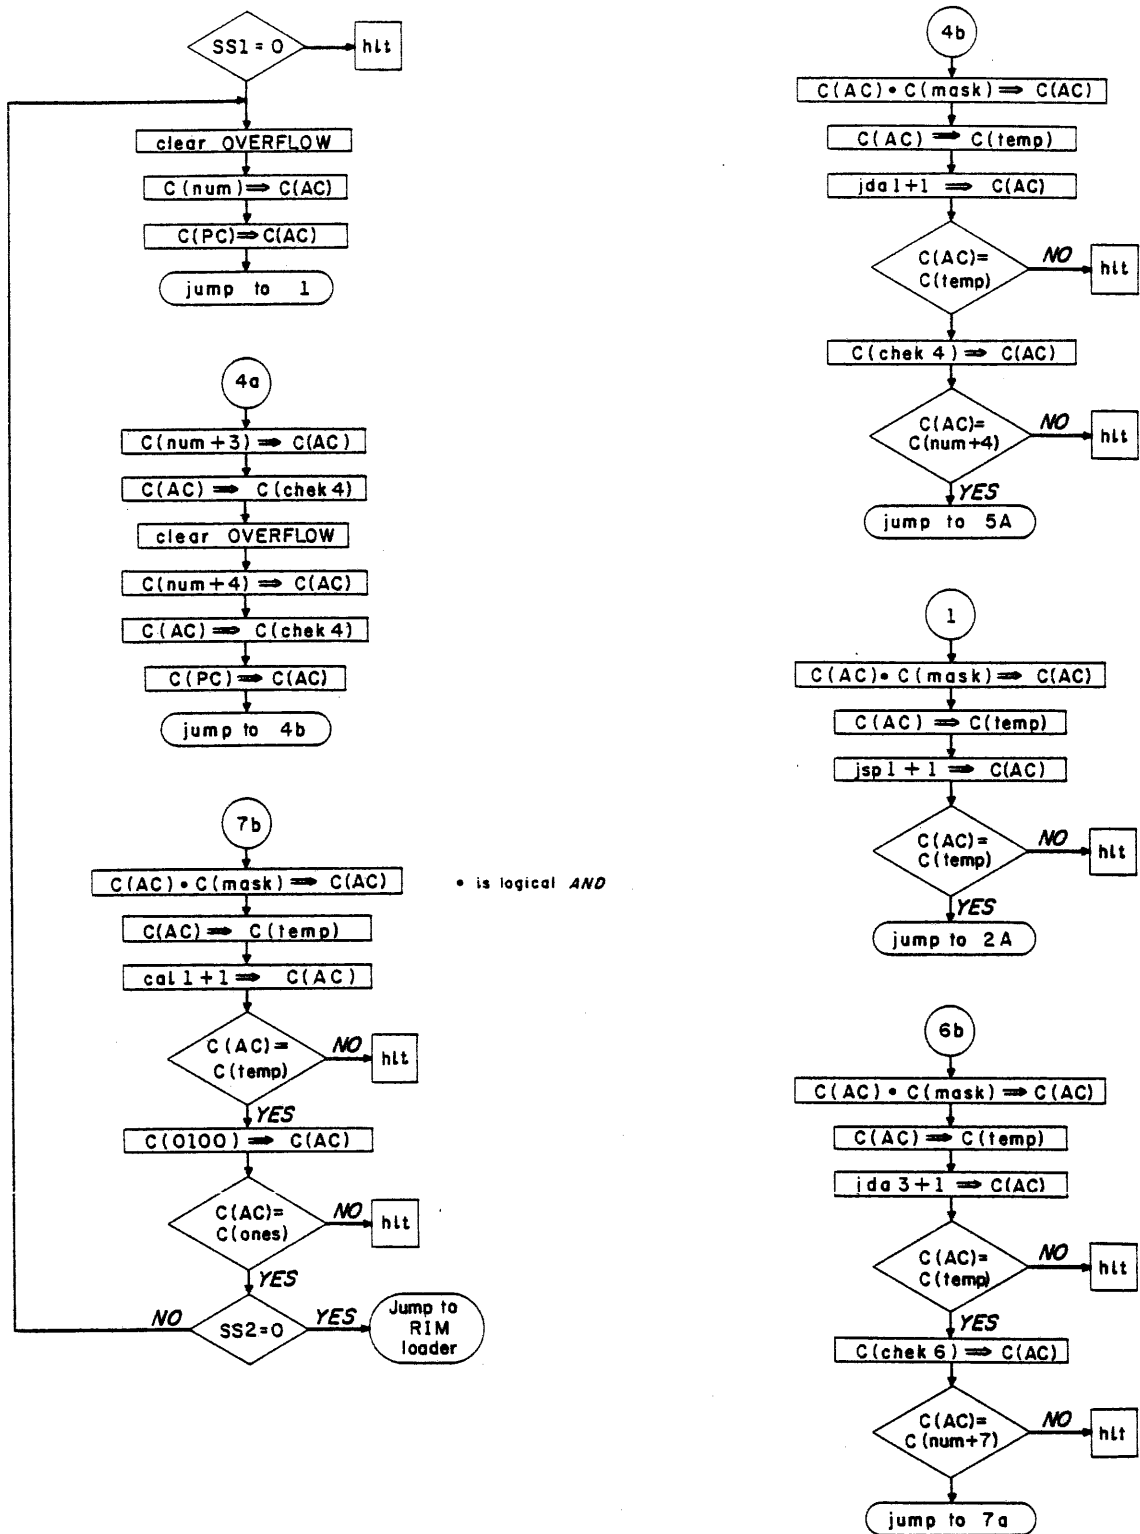 SS1 = 0
hlt
clear OVERFLOW
C(num) ⇒ C(AC)
C(PC) ⇒ C(AC)
jump to 1
4a
C(num+3) ⇒ C(AC)
C(AC) ⇒ C(chek 4)
clear OVERFLOW
C(num+4) ⇒ C(AC)
C(AC) ⇒ C(chek 4)
C(PC) ⇒ C(AC)
jump to 4b
7b
C(AC) • C(mask) ⇒ C(AC)
• is logical AND
C(AC) ⇒ C(temp)
cal 1+1 ⇒ C(AC)
C(AC)=
C(temp)
NO
hlt
YES
C(0100) ⇒ C(AC)
C(AC)=
C(ones)
NO
hlt
YES
NO
SS2=0
YES
Jump to
RIM
loader
4b
C(AC) • C(mask) ⇒ C(AC)
C(AC) ⇒ C(temp)
jda 1+1 ⇒ C(AC)
C(AC)=
C(temp)
NO
hlt
C(chek 4) ⇒ C(AC)
C(AC)=
C(num+4)
NO
hlt
YES
jump to 5A
1
C(AC) • C(mask) ⇒ C(AC)
C(AC) ⇒ C(temp)
jsp 1 + 1 ⇒ C(AC)
C(AC)=
C(temp)
NO
hlt
YES
jump to 2A
6b
C(AC) • C(mask) ⇒ C(AC)
C(AC) ⇒ C(temp)
jda 3+1 ⇒ C(AC)
C(AC)=
C(temp)
NO
hlt
YES
C(chek 6) ⇒ C(AC)
C(AC)=
C(num+7)
NO
hlt
jump to 7a